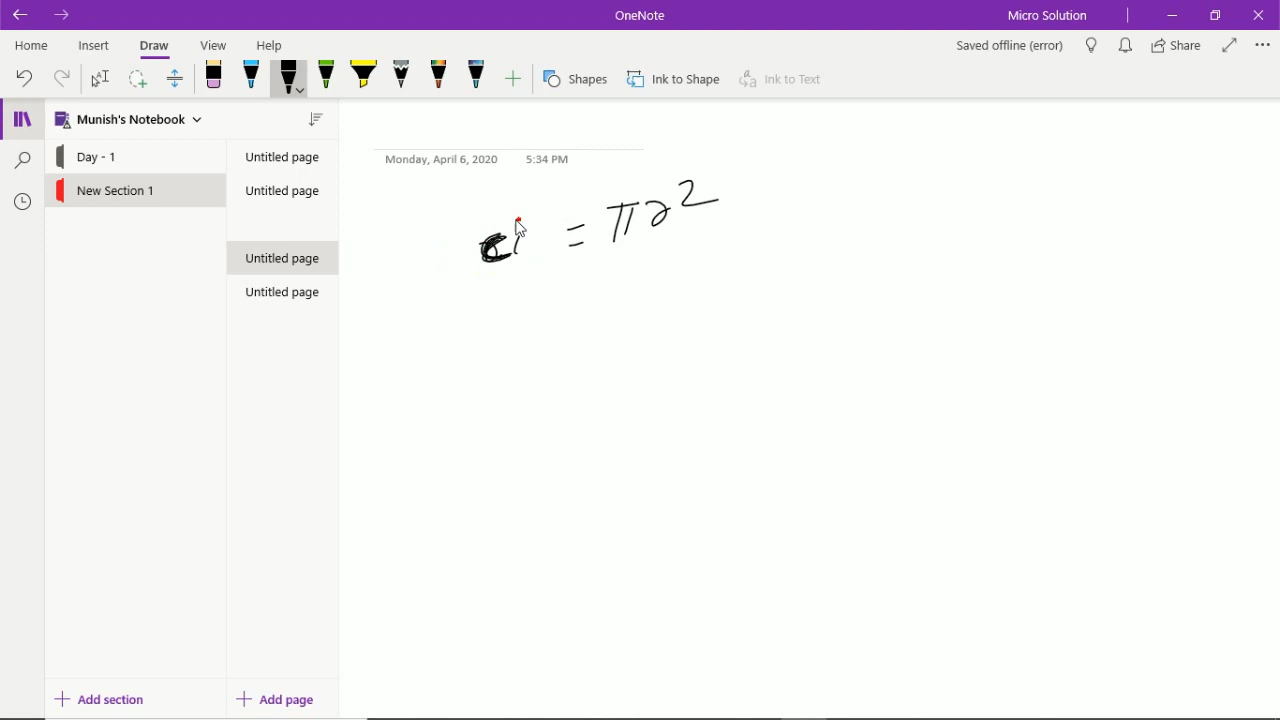 OneNote
Micro Solution
Home Insert Draw View Help
Saved offline (error)
Share
Shapes
Ink to Shape
Ink to Text
Munish's Notebook
Day - 1
New Section 1
Untitled page
Untitled page
Untitled page
Untitled page
Monday, April 6, 2020 5:34 PM
= πr²
Add section
Add page